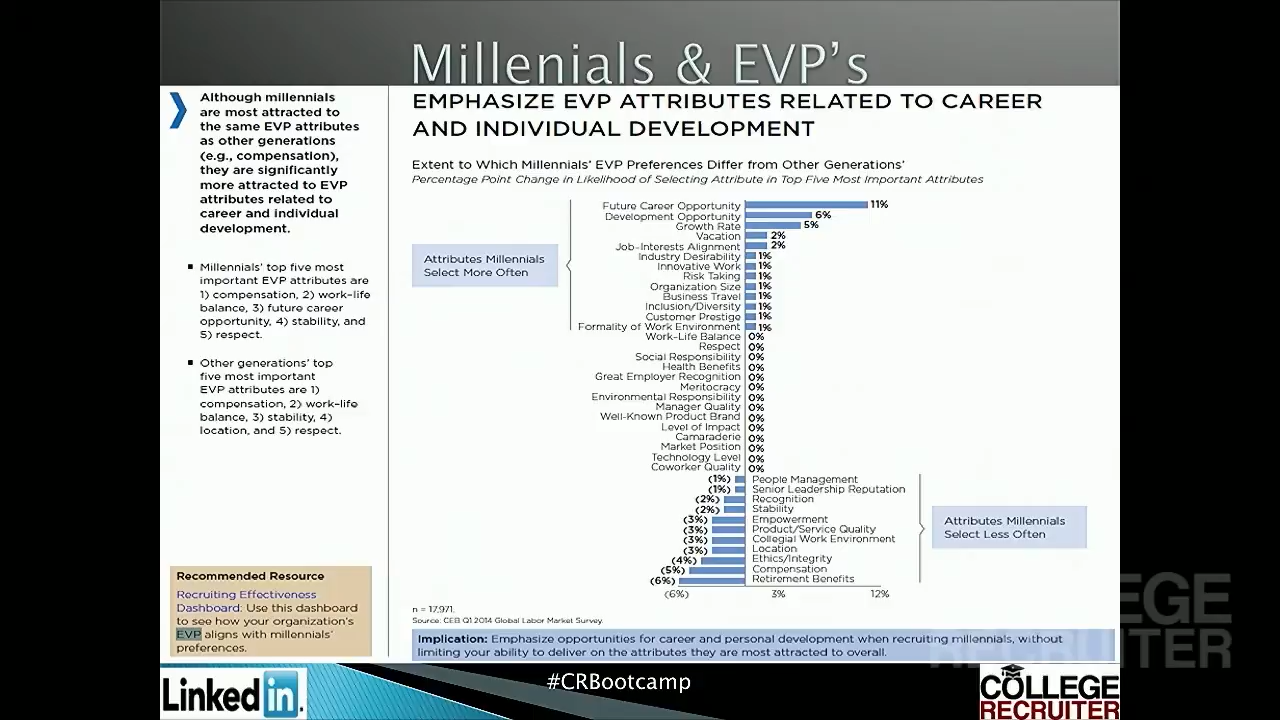 Millenials & EVP's
Although millennials
are most attracted to
the same EVP attributes
as other generations
(e.g., compensation),
they are significantly
more attracted to EVP
attributes related to
career and individual
development.
▪ Millennials' top five most
important EVP attributes are
1) compensation, 2) work–life
balance, 3) future career
opportunity, 4) stability, and
5) respect.
▪ Other generations' top
five most important
EVP attributes are 1)
compensation, 2) work–life
balance, 3) stability, 4)
location, and 5) respect.
Recommended Resource
Recruiting Effectiveness
Dashboard: Use this dashboard
to see how your organization's
EVP aligns with millennials'
preferences.
EMPHASIZE EVP ATTRIBUTES RELATED TO CAREER
AND INDIVIDUAL DEVELOPMENT
Extent to Which Millennials' EVP Preferences Differ from Other Generations'
Percentage Point Change in Likelihood of Selecting Attribute in Top Five Most Important Attributes
Attributes Millennials
Select More Often
Future Career Opportunity 11%
Development Opportunity 6%
Growth Rate 5%
Vacation 2%
Job–Interests Alignment 2%
Industry Desirability 1%
Innovative Work 1%
Risk Taking 1%
Organization Size 1%
Business Travel 1%
Inclusion/Diversity 1%
Customer Prestige 1%
Formality of Work Environment 1%
Work–Life Balance 0%
Respect 0%
Social Responsibility 0%
Health Benefits 0%
Great Employer Recognition 0%
Meritocracy 0%
Environmental Responsibility 0%
Manager Quality 0%
Well-Known Product Brand 0%
Level of Impact 0%
Camaraderie 0%
Market Position 0%
Technology Level 0%
Coworker Quality 0%
(1%) People Management
(1%) Senior Leadership Reputation
(2%) Recognition
(2%) Stability
(3%) Empowerment
(3%) Product/Service Quality
(3%) Collegial Work Environment
(3%) Location
(4%) Ethics/Integrity
(5%) Compensation
(6%) Retirement Benefits
Attributes Millennials
Select Less Often
(6%) 3% 12%
n = 17,971.
Source: CEB Q1 2014 Global Labor Market Survey.
Implication: Emphasize opportunities for career and personal development when recruiting millennials, without
limiting your ability to deliver on the attributes they are most attracted to overall.
COLLEGE
RECRUITER
Linked in.
#CRBootcamp
COLLEGE
RECRUITER